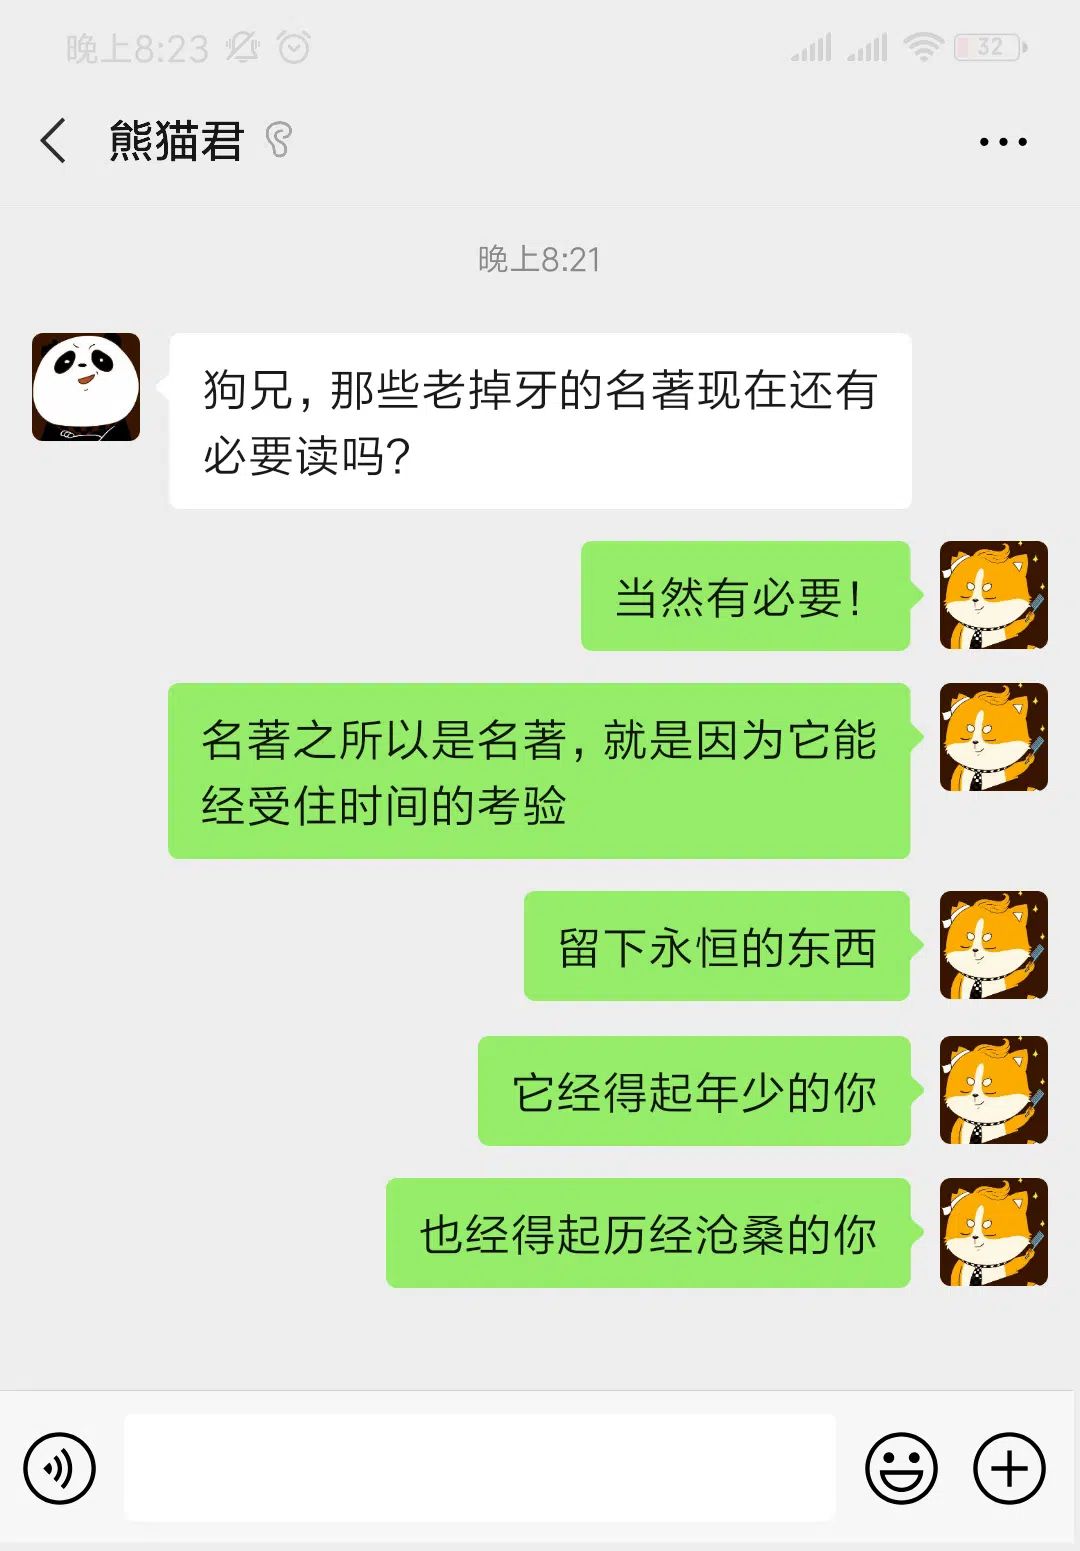 晚上8:23
32
熊猫君
晚上8:21
狗兄，那些老掉牙的名著现在还有
必要读吗？
当然有必要！
名著之所以是名著，就是因为它能
经受住时间的考验
留下永恒的东西
它经得起年少的你
也经得起历经沧桑的你